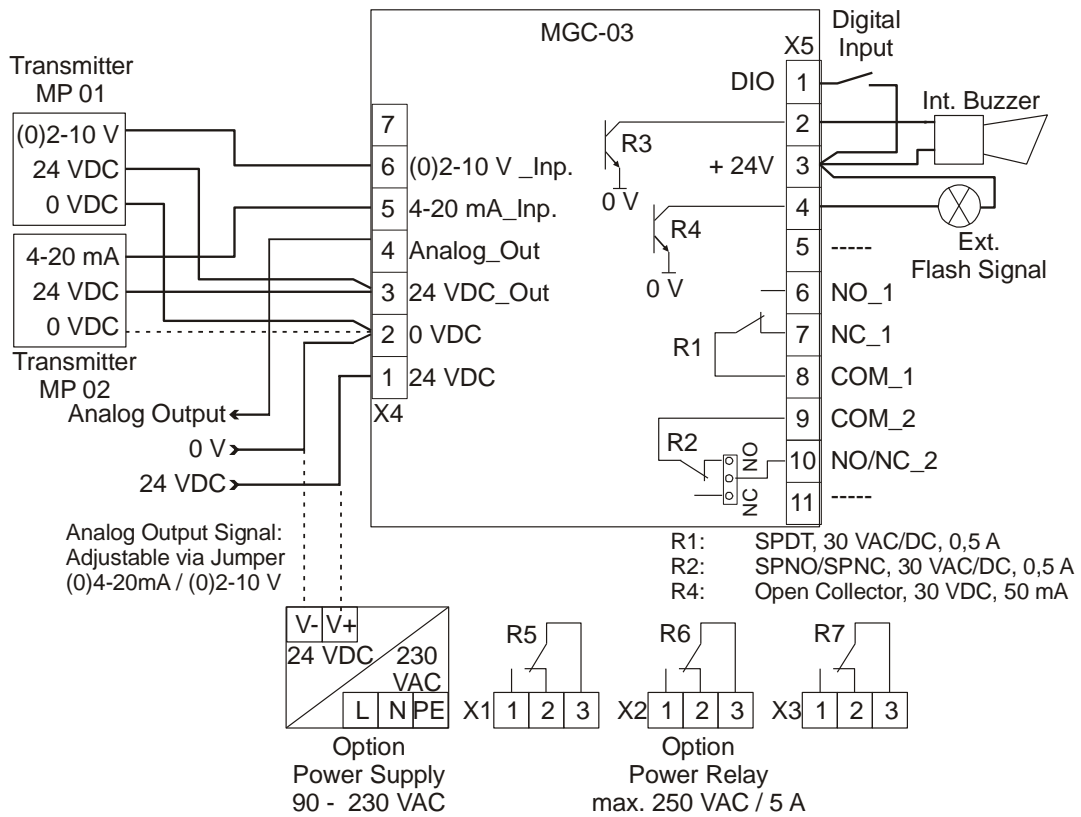 MGC-03
Digital
Input
X5
Transmitter
MP 01
(0)2-10 V
24 VDC
0 VDC
4-20 mA
24 VDC
0 VDC
Transmitter
MP 02
Analog Output
0 V
24 VDC
Analog Output Signal:
Adjustable via Jumper
(0)4-20mA / (0)2-10 V
7
6 (0)2-10 V _Inp.
5 4-20 mA_Inp.
4 Analog_Out
3 24 VDC_Out
2 0 VDC
1 24 VDC
X4
DIO 1
2
+ 24V 3
4
5 -----
6 NO_1
7 NC_1
8 COM_1
9 COM_2
10 NO/NC_2
11 -----
R3
0 V
R4
0 V
R1
R2
NO
NC
Int. Buzzer
Ext.
Flash Signal
R1: SPDT, 30 VAC/DC, 0,5 A
R2: SPNO/SPNC, 30 VAC/DC, 0,5 A
R4: Open Collector, 30 VDC, 50 mA
V- V+
24 VDC
230
VAC
L N PE
Option
Power Supply
90 - 230 VAC
R5
X1 1 2 3
R6
X2 1 2 3
R7
X3 1 2 3
Option
Power Relay
max. 250 VAC / 5 A